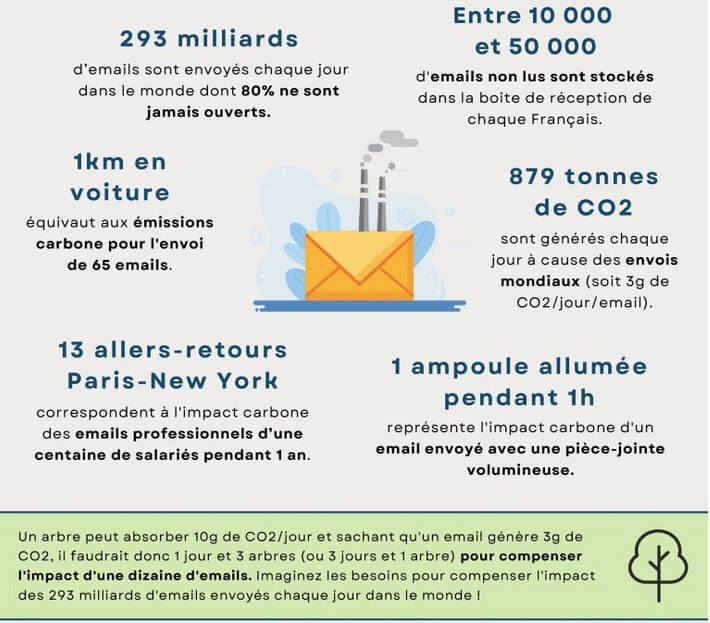 293 milliards
d’emails sont envoyés chaque jour
dans le monde dont 80% ne sont
jamais ouverts.
Entre 10 000
et 50 000
d'emails non lus sont stockés
dans la boite de réception de
chaque Français.
1km en
voiture
équivaut aux émissions
carbone pour l'envoi
de 65 emails.
879 tonnes
de CO2
sont générés chaque
jour à cause des envois
mondiaux (soit 3g de
CO2/jour/email).
13 allers-retours
Paris-New York
correspondent à l'impact carbone
des emails professionnels d’une
centaine de salariés pendant 1 an.
1 ampoule allumée
pendant 1h
représente l'impact carbone d'un
email envoyé avec une pièce-jointe
volumineuse.
Un arbre peut absorber 10g de CO2/jour et sachant qu'un email génère 3g de
CO2, il faudrait donc 1 jour et 3 arbres (ou 3 jours et 1 arbre) pour compenser
l'impact d'une dizaine d'emails. Imaginez les besoins pour compenser l'impact
des 293 milliards d'emails envoyés chaque jour dans le monde !